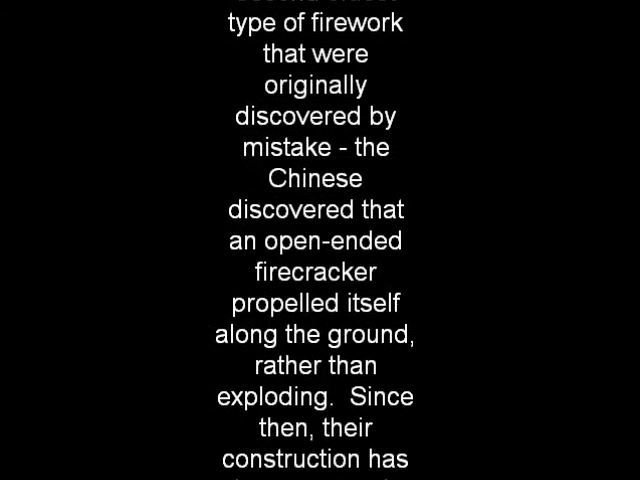 type of firework
that were
originally
discovered by
mistake - the
Chinese
discovered that
an open-ended
firecracker
propelled itself
along the ground,
rather than
exploding.  Since
then, their
construction has